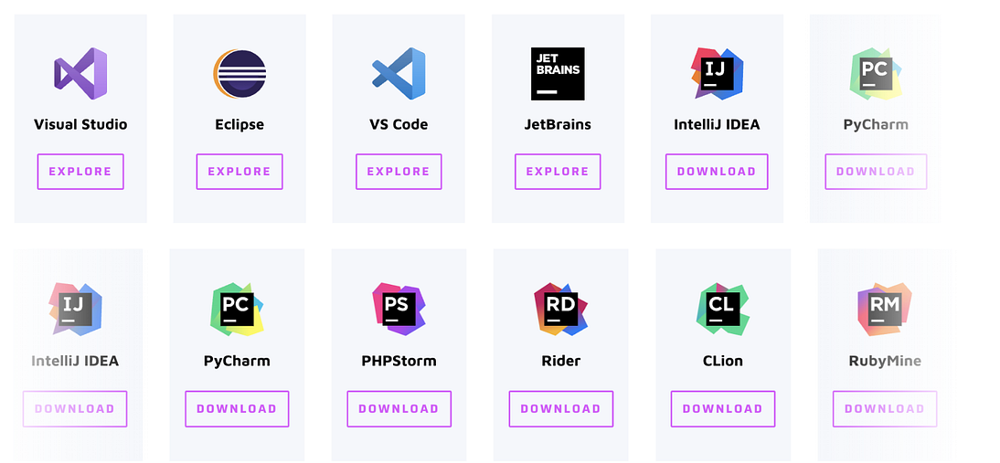 JET
BRAINS
IJ
PC
Visual Studio
Eclipse
VS Code
JetBrains
IntelliJ IDEA
PyCharm
EXPLORE
EXPLORE
EXPLORE
EXPLORE
DOWNLOAD
DOWNLOAD
IJ
PC
PS
RD
CL
RM
IntelliJ IDEA
PyCharm
PHPStorm
Rider
CLion
RubyMine
DOWNLOAD
DOWNLOAD
DOWNLOAD
DOWNLOAD
DOWNLOAD
DOWNLOAD